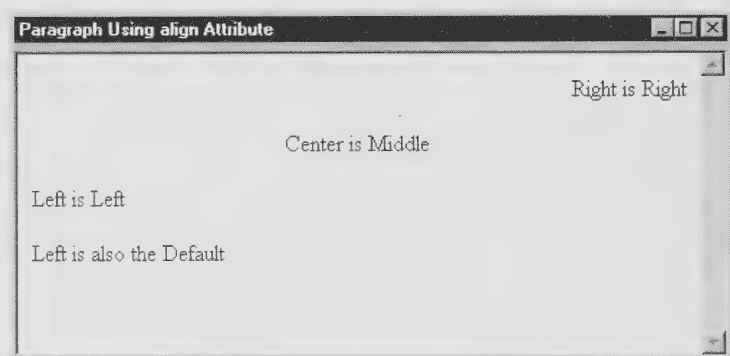 Paragraph Using align Attribute
Right is Right
Center is Middle
Left is Left
Left is also the Default